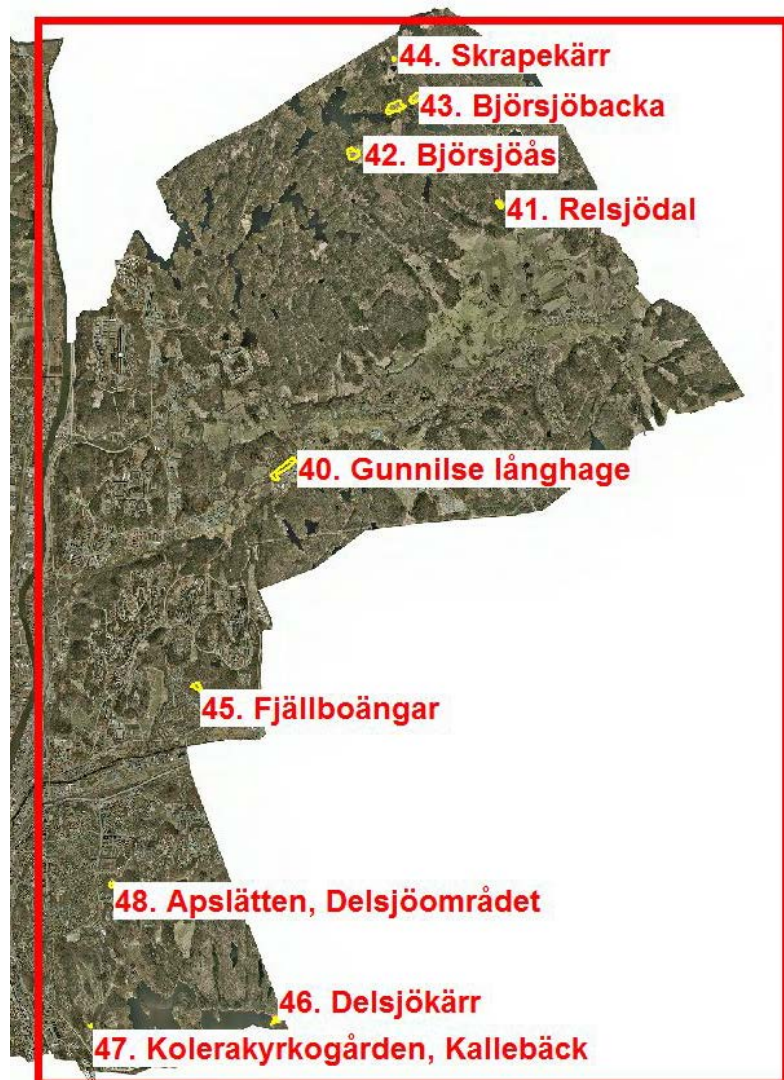 44. Skrapekärr
43. Björsjöbacka
42. Björsjöås
41. Relsjödal
40. Gunnilse långhage
45. Fjällboängar
48. Apslätten, Delsjöområdet
46. Delsjökärr
47. Kolerakyrkogården, Kallebäck